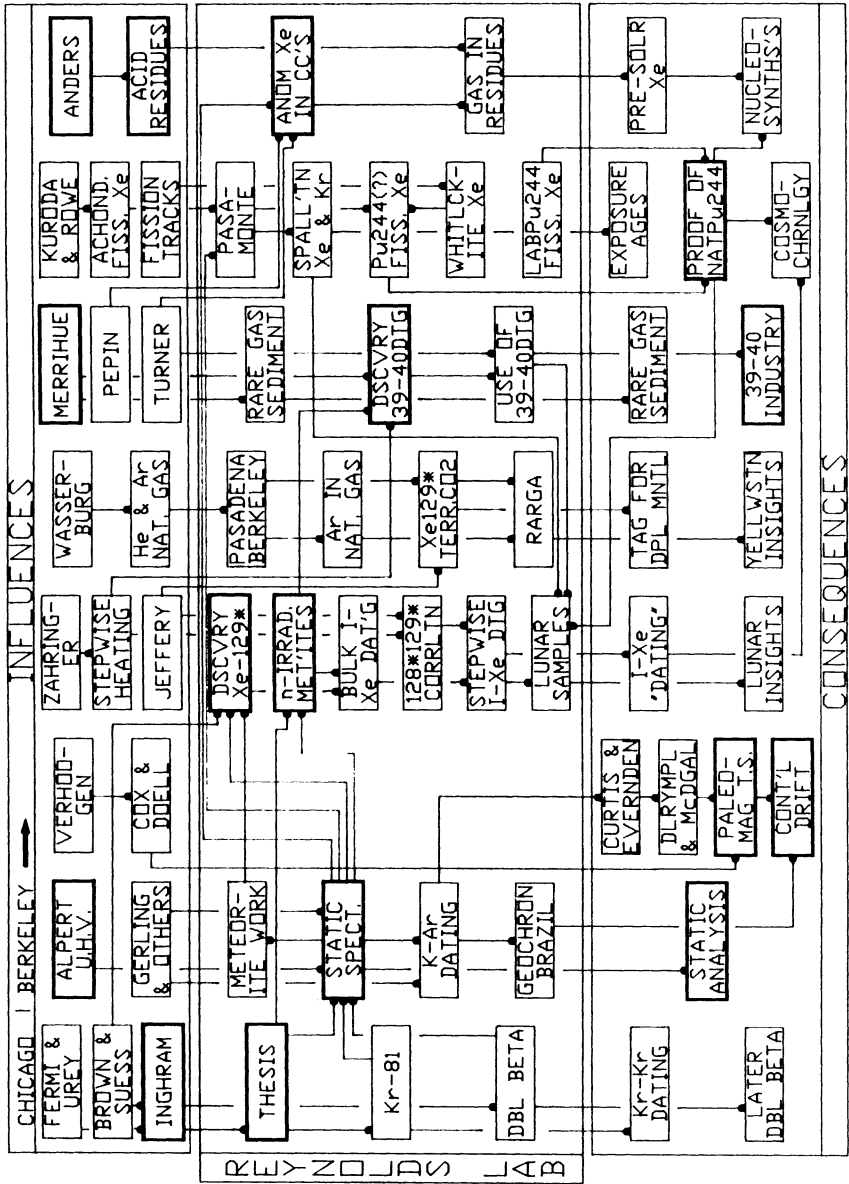 INFLUENCES
CHICAGO | BERKELEY
FERMI &
UREY
BROWN &
SUESS
INGHRAM
ALPERT
U.H.V.
GERLING
& OTHERS
VERHOO-
GEN
COX &
DOELL
ZAHRING-
ER
STEPWISE
HEATING
JEFFERY
WASSER-
BURG
He & Ar
NAT. GAS
MERRIHUE
PEPIN
TURNER
KURODA
& ROWE
ACHOND.
FISS. Xe
FISSION
TRACKS
ANDERS
ACID
RESIDUES
REYNOLDS LAB
THESIS
Kr-81
DBL BETA
METEOR-
ITE WORK
STATIC
SPECT.
K-Ar
DATING
GEOCHRON
BRAZIL
DSCVRY
Xe-129*
n-IRRAD.
MET'ITES
BULK I-
Xe DAT'G
128*129*
CORRLTN
STEPWISE
I-Xe DTG
LUNAR
SAMPLES
PASADENA
BERKELEY
Ar IN
NAT. GAS
Xe129*
TERR.CO2
RARGA
RARE GAS
SEDIMENT
DSCVRY
39-40DTG
USE OF
39-40DTG
PASA-
MONTE
SPALL'TN
Xe & Kr
Pu244(?)
FISS. Xe
WHITLCK-
ITE Xe
LABPu244
FISS. Xe
ANOM Xe
IN CC'S
GAS IN
RESIDUES
CONSEQUENCES
Kr-Kr
DATING
LATER
DBL BETA
STATIC
ANALYSIS
CURTIS &
EVERNDEN
DLRYMPL
& McDGAL
PALEO-
MAG T.S.
CONT'L
DRIFT
I-Xe
"DATING"
LUNAR
INSIGHTS
TAG FOR
DPL MNTL
YELLWSTN
INSIGHTS
RARE GAS
SEDIMENT
39-40
INDUSTRY
EXPOSURE
AGES
PROOF OF
NATPu244
COSMO-
CHRNLGY
PRE-SOLR
Xe
NUCLEO-
SYNTHS'S